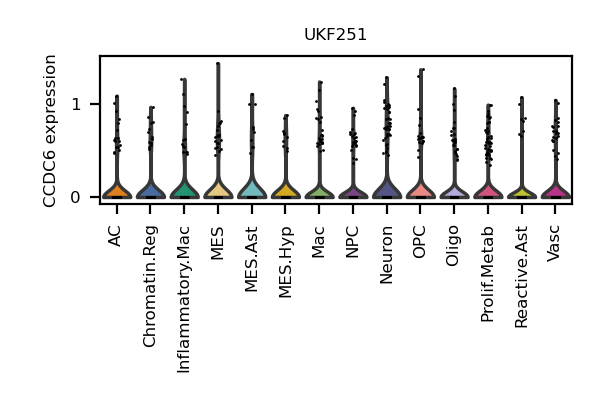 UKF251
CCDC6 expression
1
0
AC
Chromatin.Reg
Inflammatory.Mac
MES
MES.Ast
MES.Hyp
Mac
NPC
Neuron
OPC
Oligo
Prolif.Metab
Reactive.Ast
Vasc